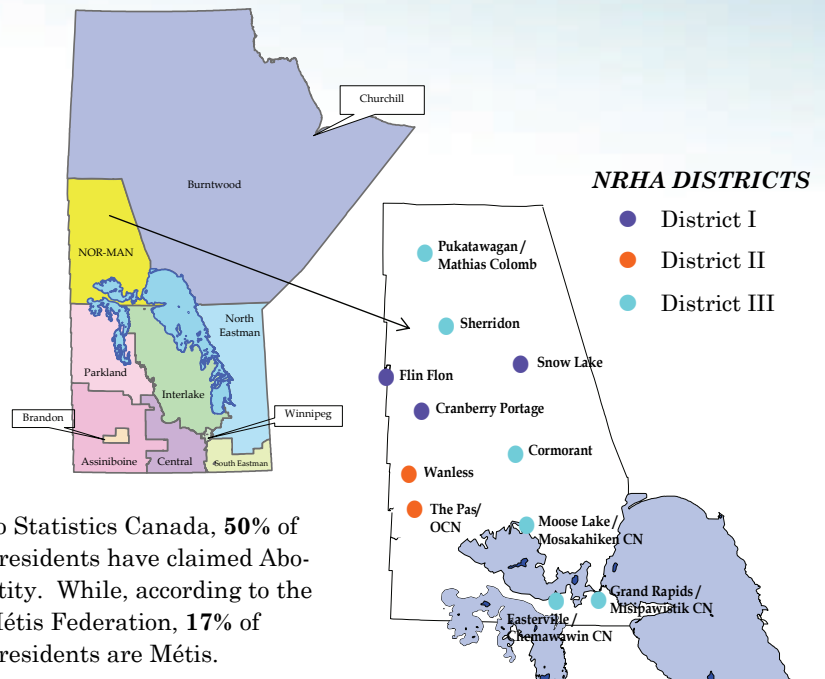 Churchill
Burntwood
NOR-MAN
North
Eastman
Parkland
Interlake
Brandon
Winnipeg
Assiniboine
Central
South Eastman
NRHA DISTRICTS
District I
District II
District III
Pukatawagan /
Mathias Colomb
Sherridon
Snow Lake
Flin Flon
Cranberry Portage
Cormorant
Wanless
The Pas/
OCN
Moose Lake /
Mosakahiken CN
Grand Rapids /
Misipawistik CN
Easterville /
Chemawawin CN
o Statistics Canada, 50% of
residents have claimed Abo-
tity. While, according to the
Métis Federation, 17% of
residents are Métis.